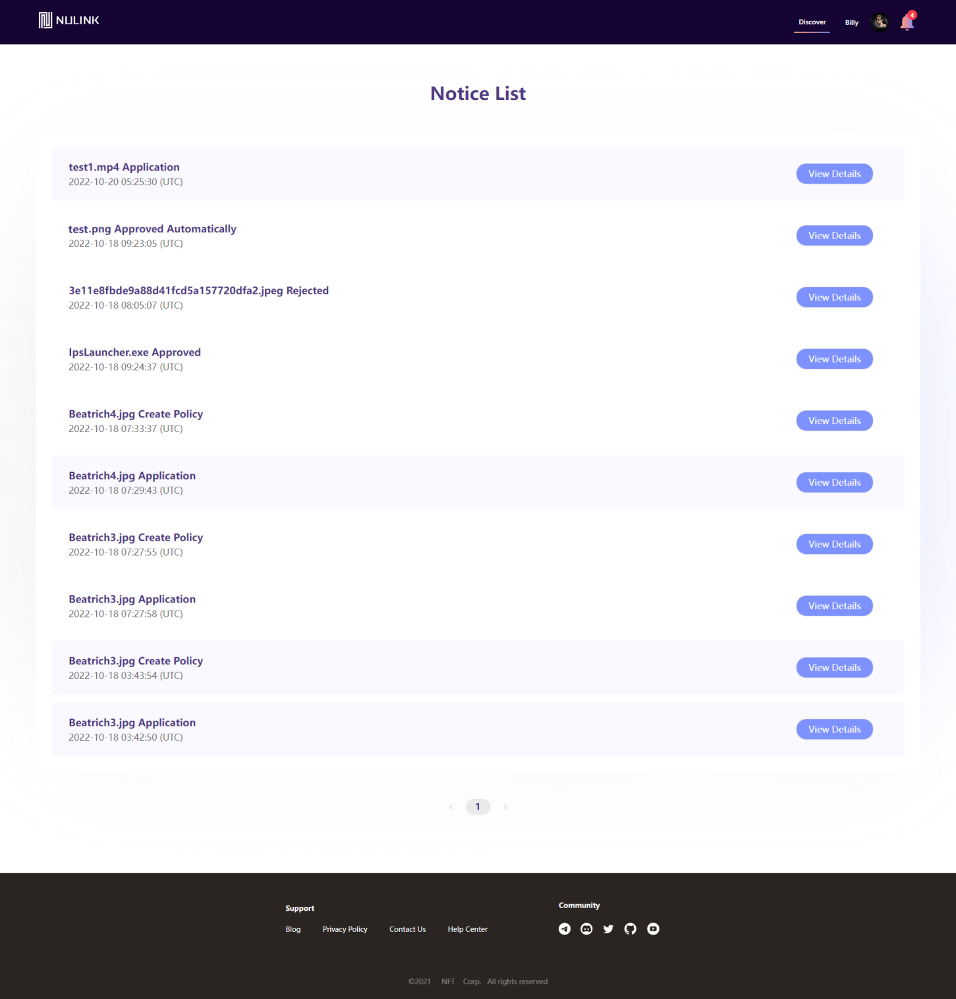 NULINK
Discover
Billy
4
Notice List
test1.mp4 Application
2022-10-20 05:25:30 (UTC)
View Details
test.png Approved Automatically
2022-10-18 09:23:05 (UTC)
View Details
3e11e8fbde9a88d41fcd5a157720dfa2.jpeg Rejected
2022-10-18 08:05:07 (UTC)
View Details
IpsLauncher.exe Approved
2022-10-18 09:24:37 (UTC)
View Details
Beatrich4.jpg Create Policy
2022-10-18 07:33:37 (UTC)
View Details
Beatrich4.jpg Application
2022-10-18 07:29:43 (UTC)
View Details
Beatrich3.jpg Create Policy
2022-10-18 07:27:55 (UTC)
View Details
Beatrich3.jpg Application
2022-10-18 07:27:58 (UTC)
View Details
Beatrich3.jpg Create Policy
2022-10-18 03:43:54 (UTC)
View Details
Beatrich3.jpg Application
2022-10-18 03:42:50 (UTC)
View Details
1
Support
Blog
Privacy Policy
Contact Us
Help Center
Community
©2021 NFT Corp. All rights reserved